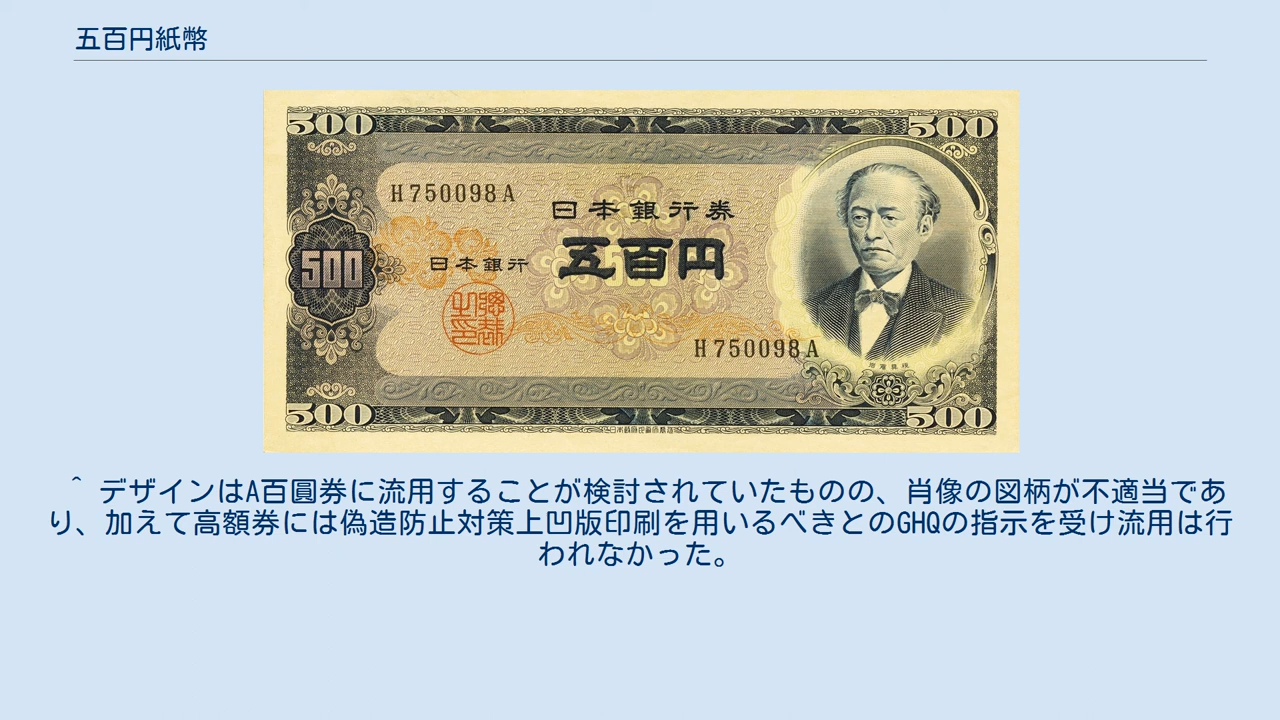 五百円紙幣
500
500
H750098A
日本銀行券
500
日本銀行
五百円
H750098A
500
500
^ デザインはA百圓券に流用することが検討されていたものの、肖像の図柄が不適当であ
り、加えて高額券には偽造防止対策上凹版印刷を用いるべきとのGHQの指示を受け流用は行
われなかった。